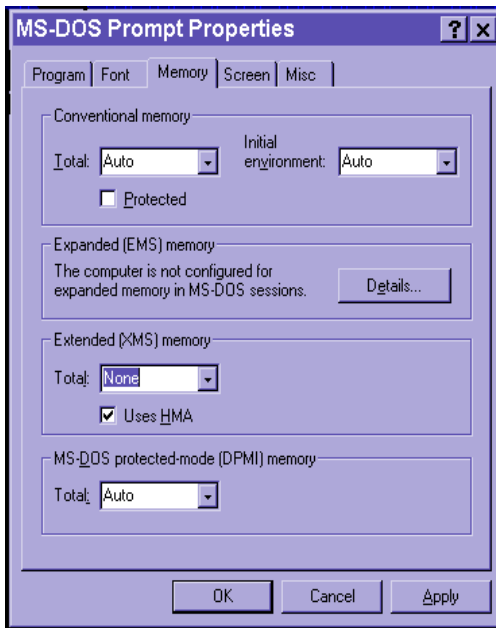 MS-DOS Prompt Properties
Program Font Memory Screen Misc
Conventional memory
Total: Auto
Initial environment: Auto
Protected
Expanded (EMS) memory
The computer is not configured for
expanded memory in MS-DOS sessions.
Details...
Extended (XMS) memory
Total: None
Uses HMA
MS-DOS protected-mode (DPMI) memory
Total: Auto
OK Cancel Apply